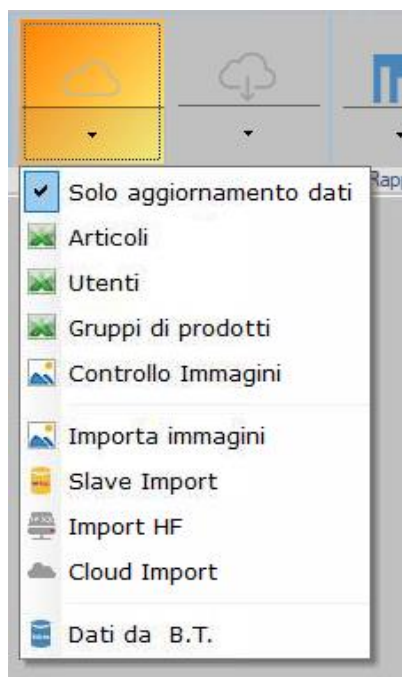 Rapp
Solo aggiornamento dati
Articoli
Utenti
Gruppi di prodotti
Controllo Immagini
Importa immagini
Slave Import
Import HF
Cloud Import
Dati da B.T.